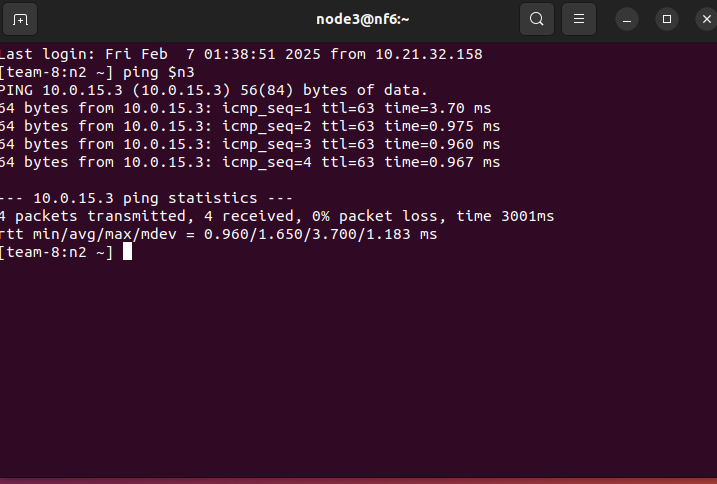 node3@nf6:~
Last login: Fri Feb  7 01:38:51 2025 from 10.21.32.158
[team-8:n2 ~] ping $n3
PING 10.0.15.3 (10.0.15.3) 56(84) bytes of data.
64 bytes from 10.0.15.3: icmp_seq=1 ttl=63 time=3.70 ms
64 bytes from 10.0.15.3: icmp_seq=2 ttl=63 time=0.975 ms
64 bytes from 10.0.15.3: icmp_seq=3 ttl=63 time=0.960 ms
64 bytes from 10.0.15.3: icmp_seq=4 ttl=63 time=0.967 ms
--- 10.0.15.3 ping statistics ---
4 packets transmitted, 4 received, 0% packet loss, time 3001ms
rtt min/avg/max/mdev = 0.960/1.650/3.700/1.183 ms
[team-8:n2 ~]